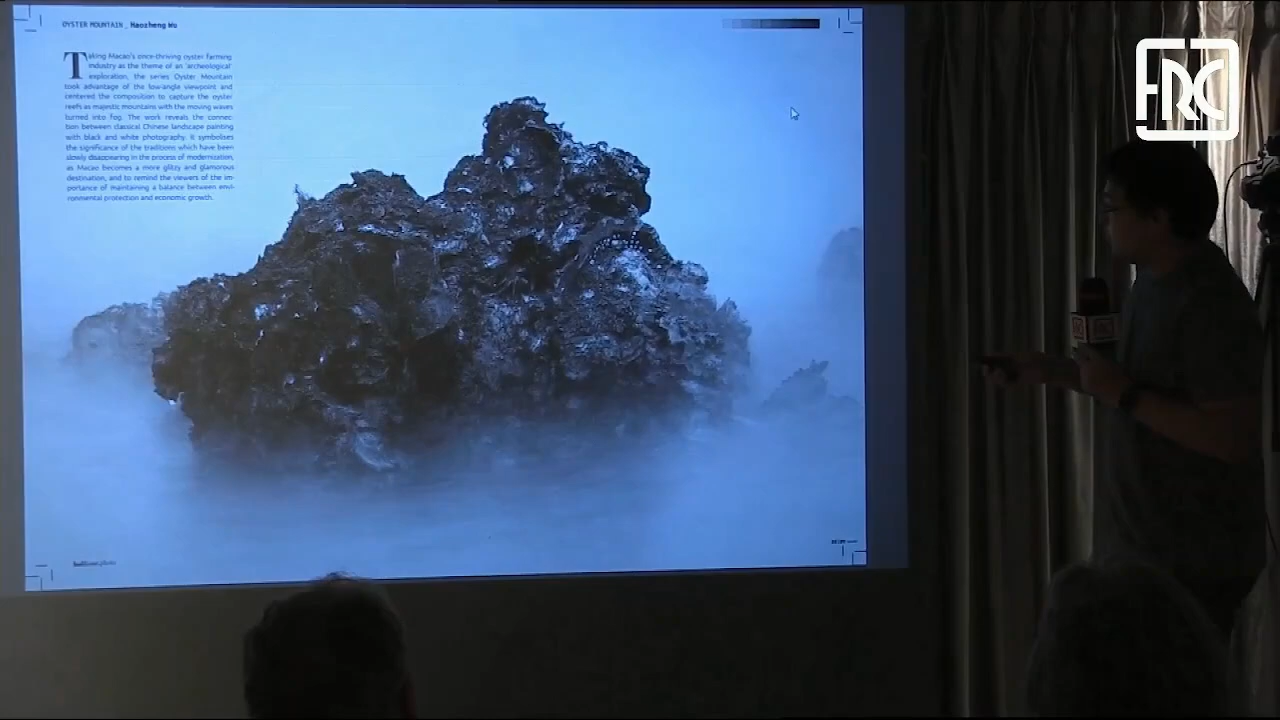 OYSTER MOUNTAIN _ Haozheng Wu
Taking Macao's once-thriving oyster farming
industry as the theme of an 'archeological'
exploration, the series Oyster Mountain
took advantage of the low-angle viewpoint and
centered the composition to capture the oyster
reefs as majestic mountains with the moving waves
turned into fog. The work reveals the connec-
tion between classical Chinese landscape painting
with black and white photography. It symbolises
the significance of the traditions which have been
slowly disappearing in the process of modernization,
as Macao becomes a more glitzy and glamorous
destination, and to remind the viewers of the im-
portance of maintaining a balance between envi-
ronmental protection and economic growth.
FRC